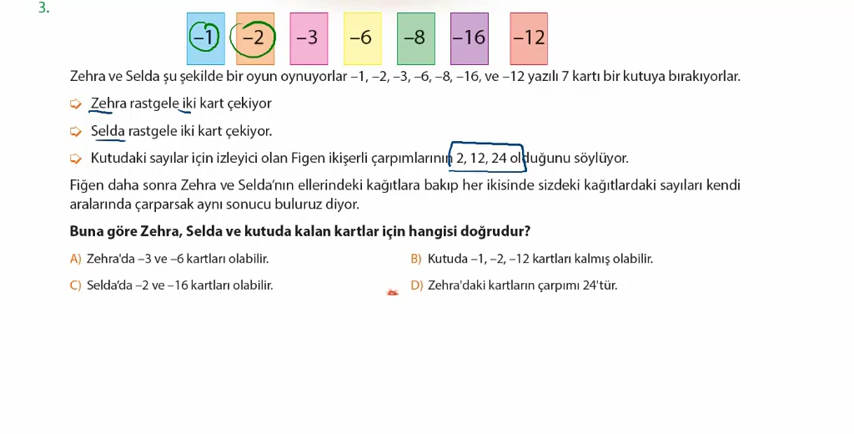 3.
–1 –2 –3 –6 –8 –16 –12
Zehra ve Selda şu şekilde bir oyun oynuyorlar –1, –2, –3, –6, –8, –16, ve –12 yazılı 7 kartı bir kutuya bırakıyorlar.
Zehra rastgele iki kart çekiyor
Selda rastgele iki kart çekiyor.
Kutudaki sayılar için izleyici olan Figen ikişerli çarpımlarının 2, 12, 24 olduğunu söylüyor.
Fiğen daha sonra Zehra ve Selda'nın ellerindeki kağıtlara bakıp her ikisinde sizdeki kağıtlardaki sayıları kendi
aralarında çarparsak aynı sonucu buluruz diyor.
Buna göre Zehra, Selda ve kutuda kalan kartlar için hangisi doğrudur?
A) Zehra'da –3 ve –6 kartları olabilir. B) Kutuda –1, –2, –12 kartları kalmış olabilir.
C) Selda'da –2 ve –16 kartları olabilir. D) Zehra'daki kartların çarpımı 24'tür.